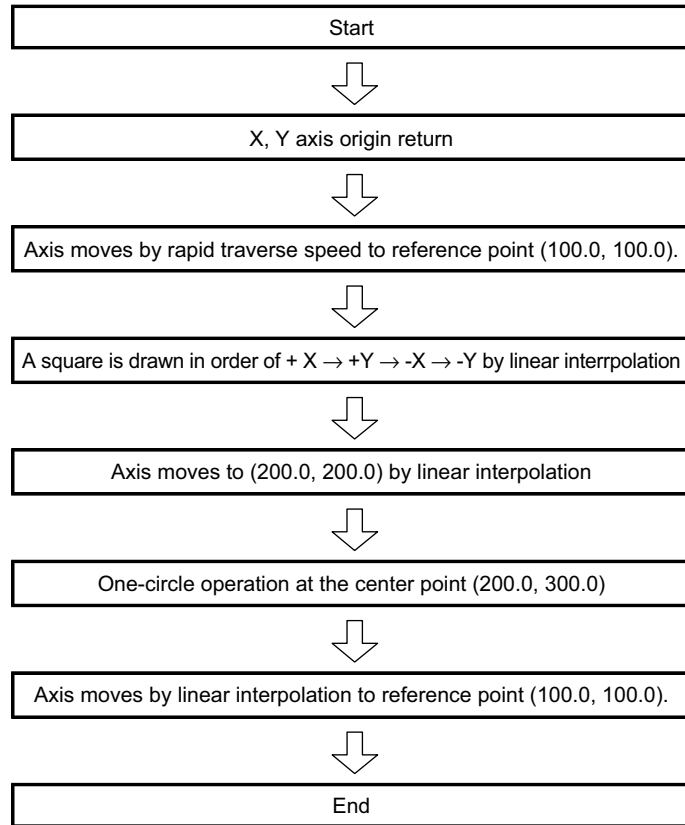 Start
X, Y axis origin return
Axis moves by rapid traverse speed to reference point (100.0, 100.0).
A square is drawn in order of + X → +Y → -X → -Y by linear interrpolation
Axis moves to (200.0, 200.0) by linear interpolation
One-circle operation at the center point (200.0, 300.0)
Axis moves by linear interpolation to reference point (100.0, 100.0).
End